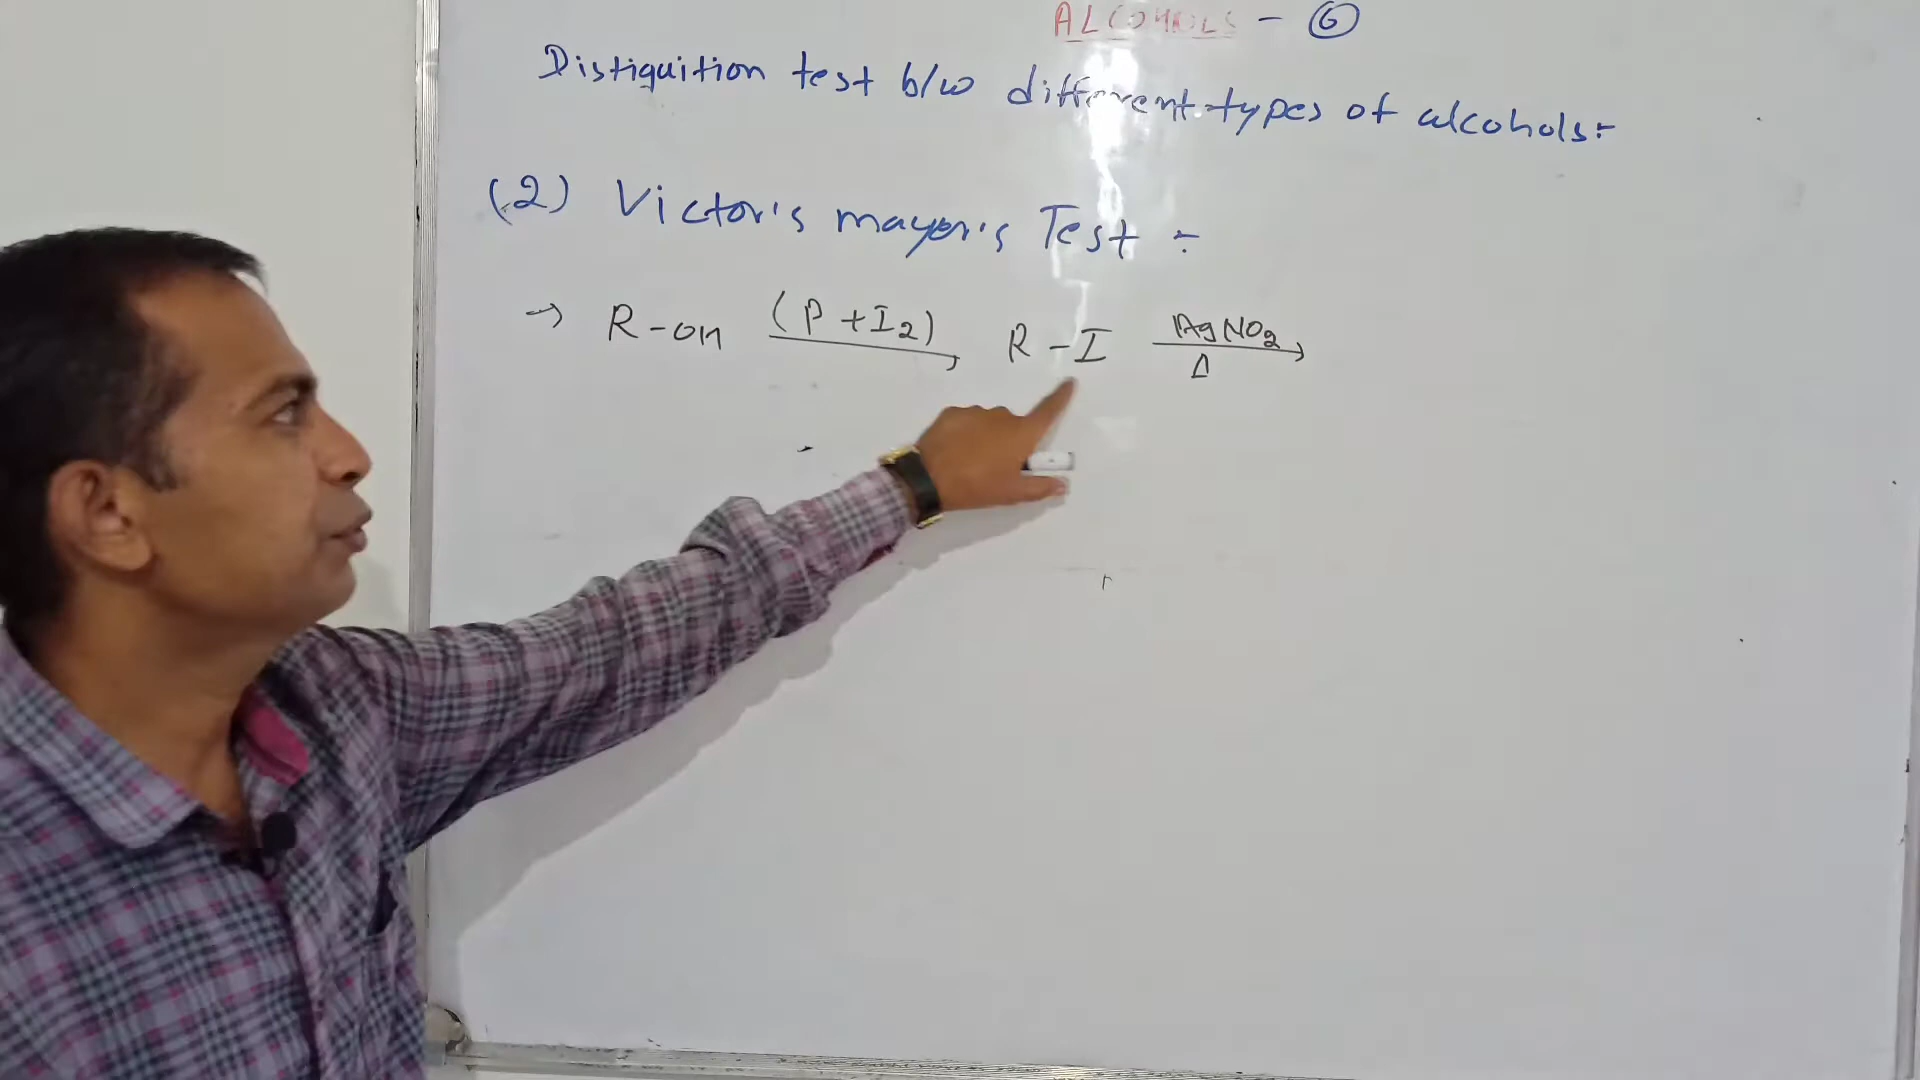 ALCOHOLS - 6
Distiquition test b/w different types of alcohols:-
(2) Victor's mayer's Test :-
→ R-OH (P+I2) → R-I AgNO2 → Δ